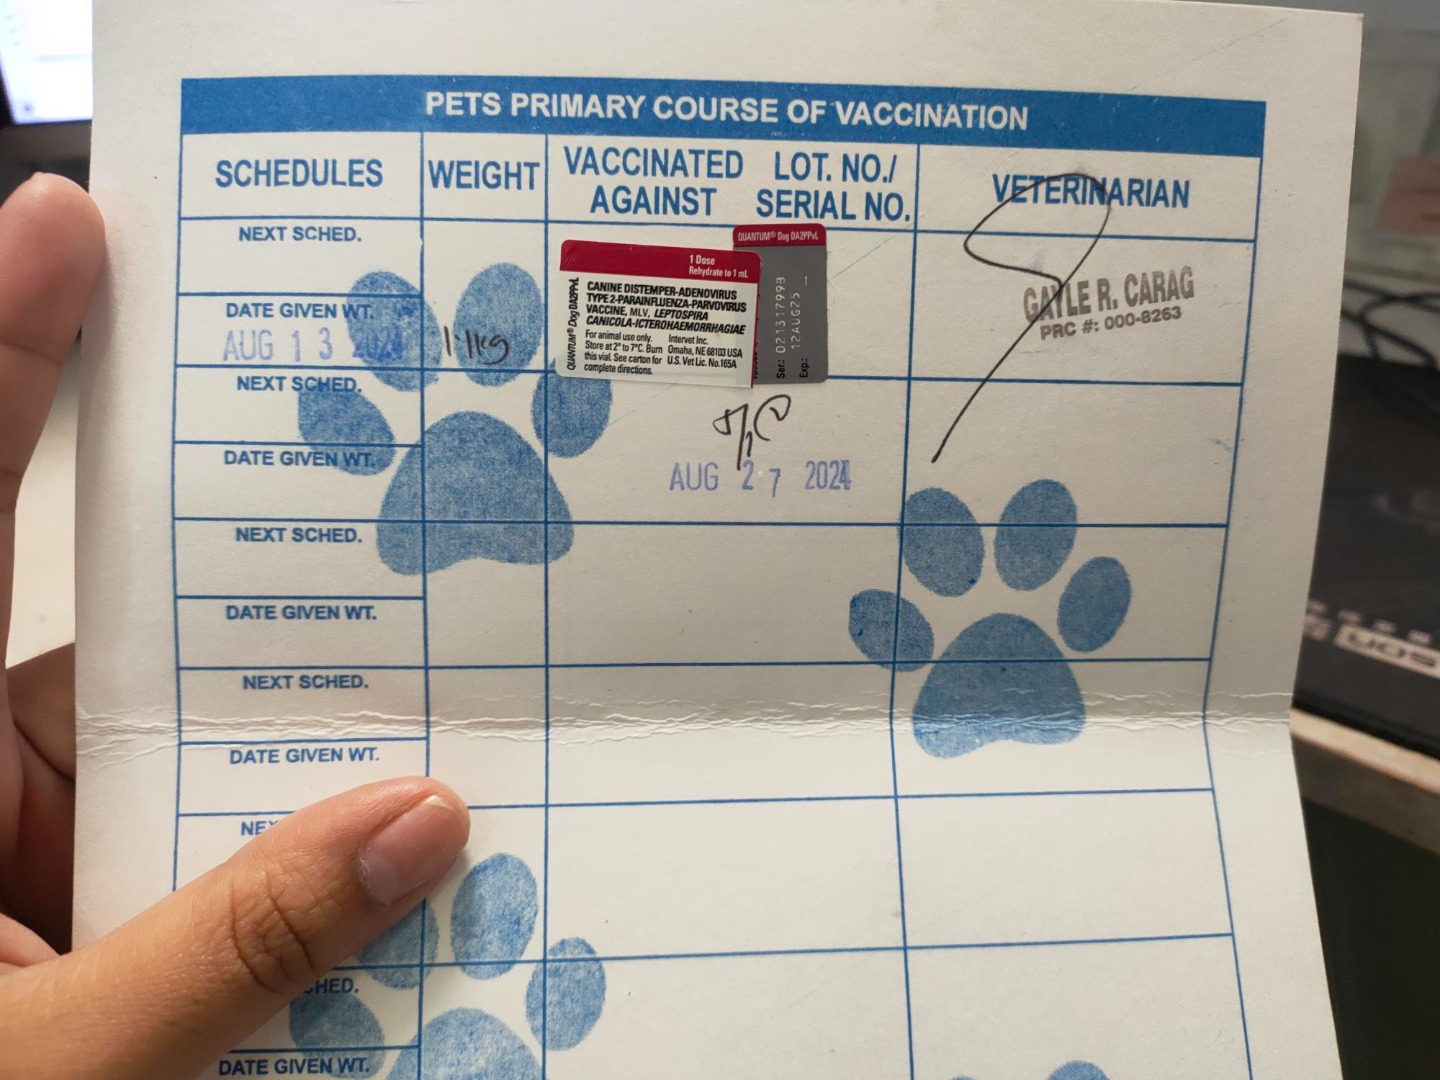 PETS PRIMARY COURSE OF VACCINATION
SCHEDULES
WEIGHT
VACCINATED AGAINST
LOT. NO./ SERIAL NO.
VETERINARIAN
NEXT SCHED.
DATE GIVEN WT.
AUG 13 2024
1.1kg
QUANTUM® Dog DA2PPvL
1 Dose
Rehydrate to 1 mL
CANINE DISTEMPER-ADENOVIRUS
TYPE 2-PARAINFLUENZA-PARVOVIRUS
VACCINE, MLV, LEPTOSPIRA
CANICOLA-ICTEROHAEMORRHAGIAE
For animal use only.
Store at 2° to 7°C. Burn
this vial. See carton for
complete directions.
Intervet Inc.
Omaha, NE 68103 USA
U.S. Vet Lic. No.165A
QUANTUM® Dog DA2PPvL
Ser.: 02131799B
Exp.: 12AUG25
GAYLE R. CARAG
PRC #: 000-8263
NEXT SCHED.
DATE GIVEN WT.
AUG 27 2024
NEXT SCHED.
DATE GIVEN WT.
NEXT SCHED.
DATE GIVEN WT.
NE
HED.
DATE GIVEN WT.